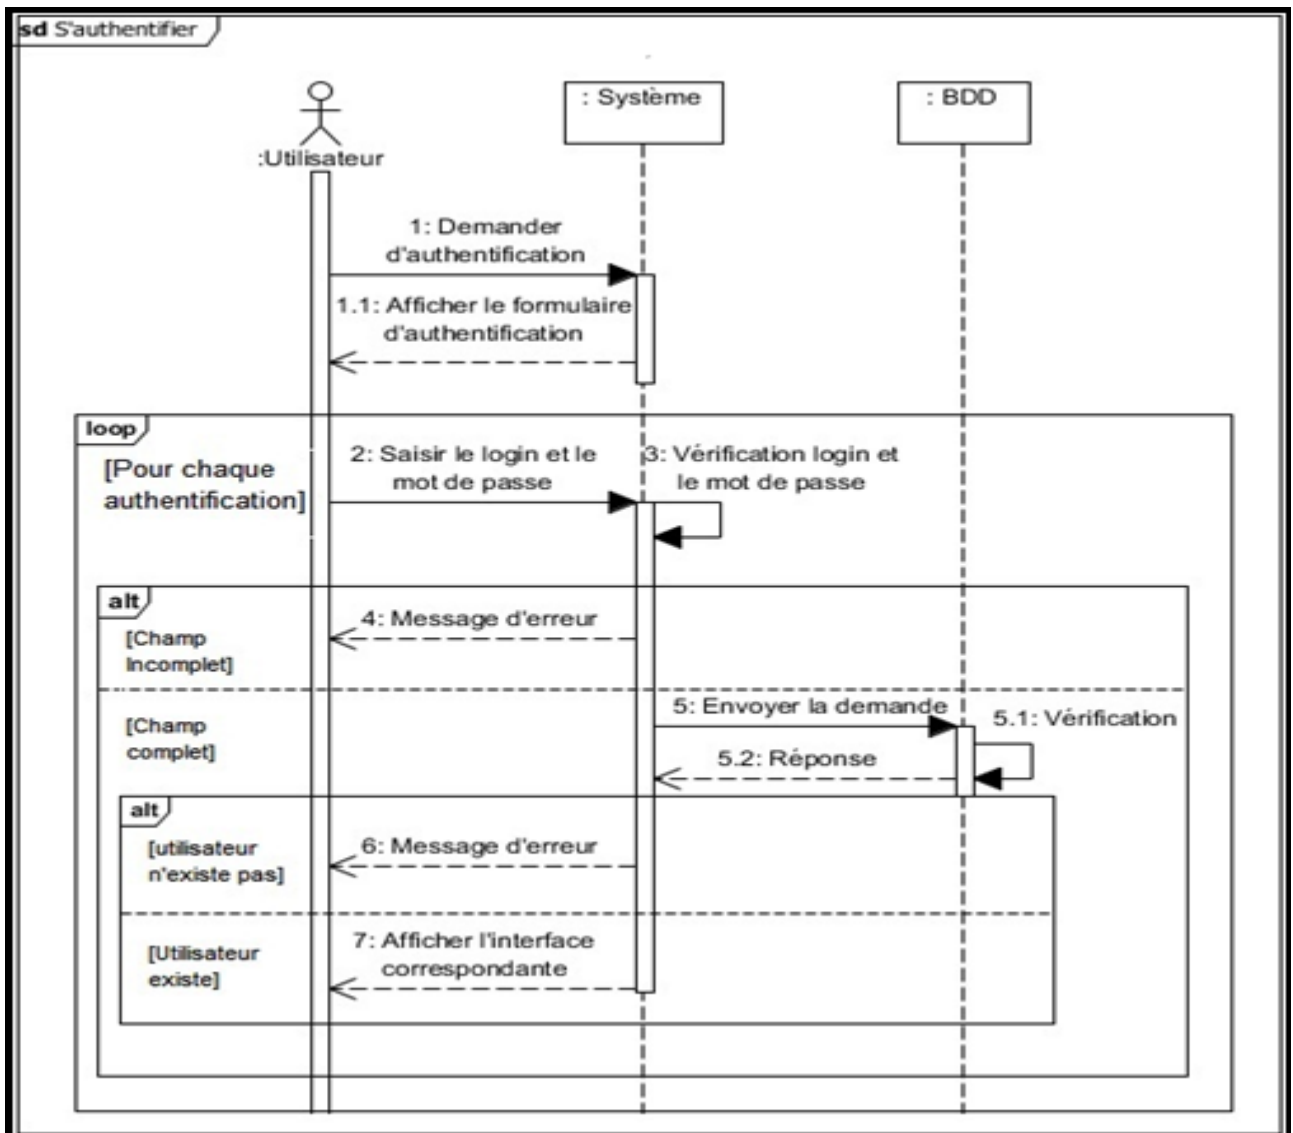 sd S'authentifier
: Système
: BDD
:Utilisateur
1: Demander
d'authentification
1.1: Afficher le formulaire
d'authentification
loop
[Pour chaque
authentification]
2: Saisir le login et le
mot de passe
3: Vérification login et
le mot de passe
alt
[Champ
Incomplet]
4: Message d'erreur
[Champ
complet]
5: Envoyer la demande
5.1: Vérification
5.2: Réponse
alt
[utilisateur
n'existe pas]
6: Message d'erreur
[Utilisateur
existe]
7: Afficher l'interface
correspondante